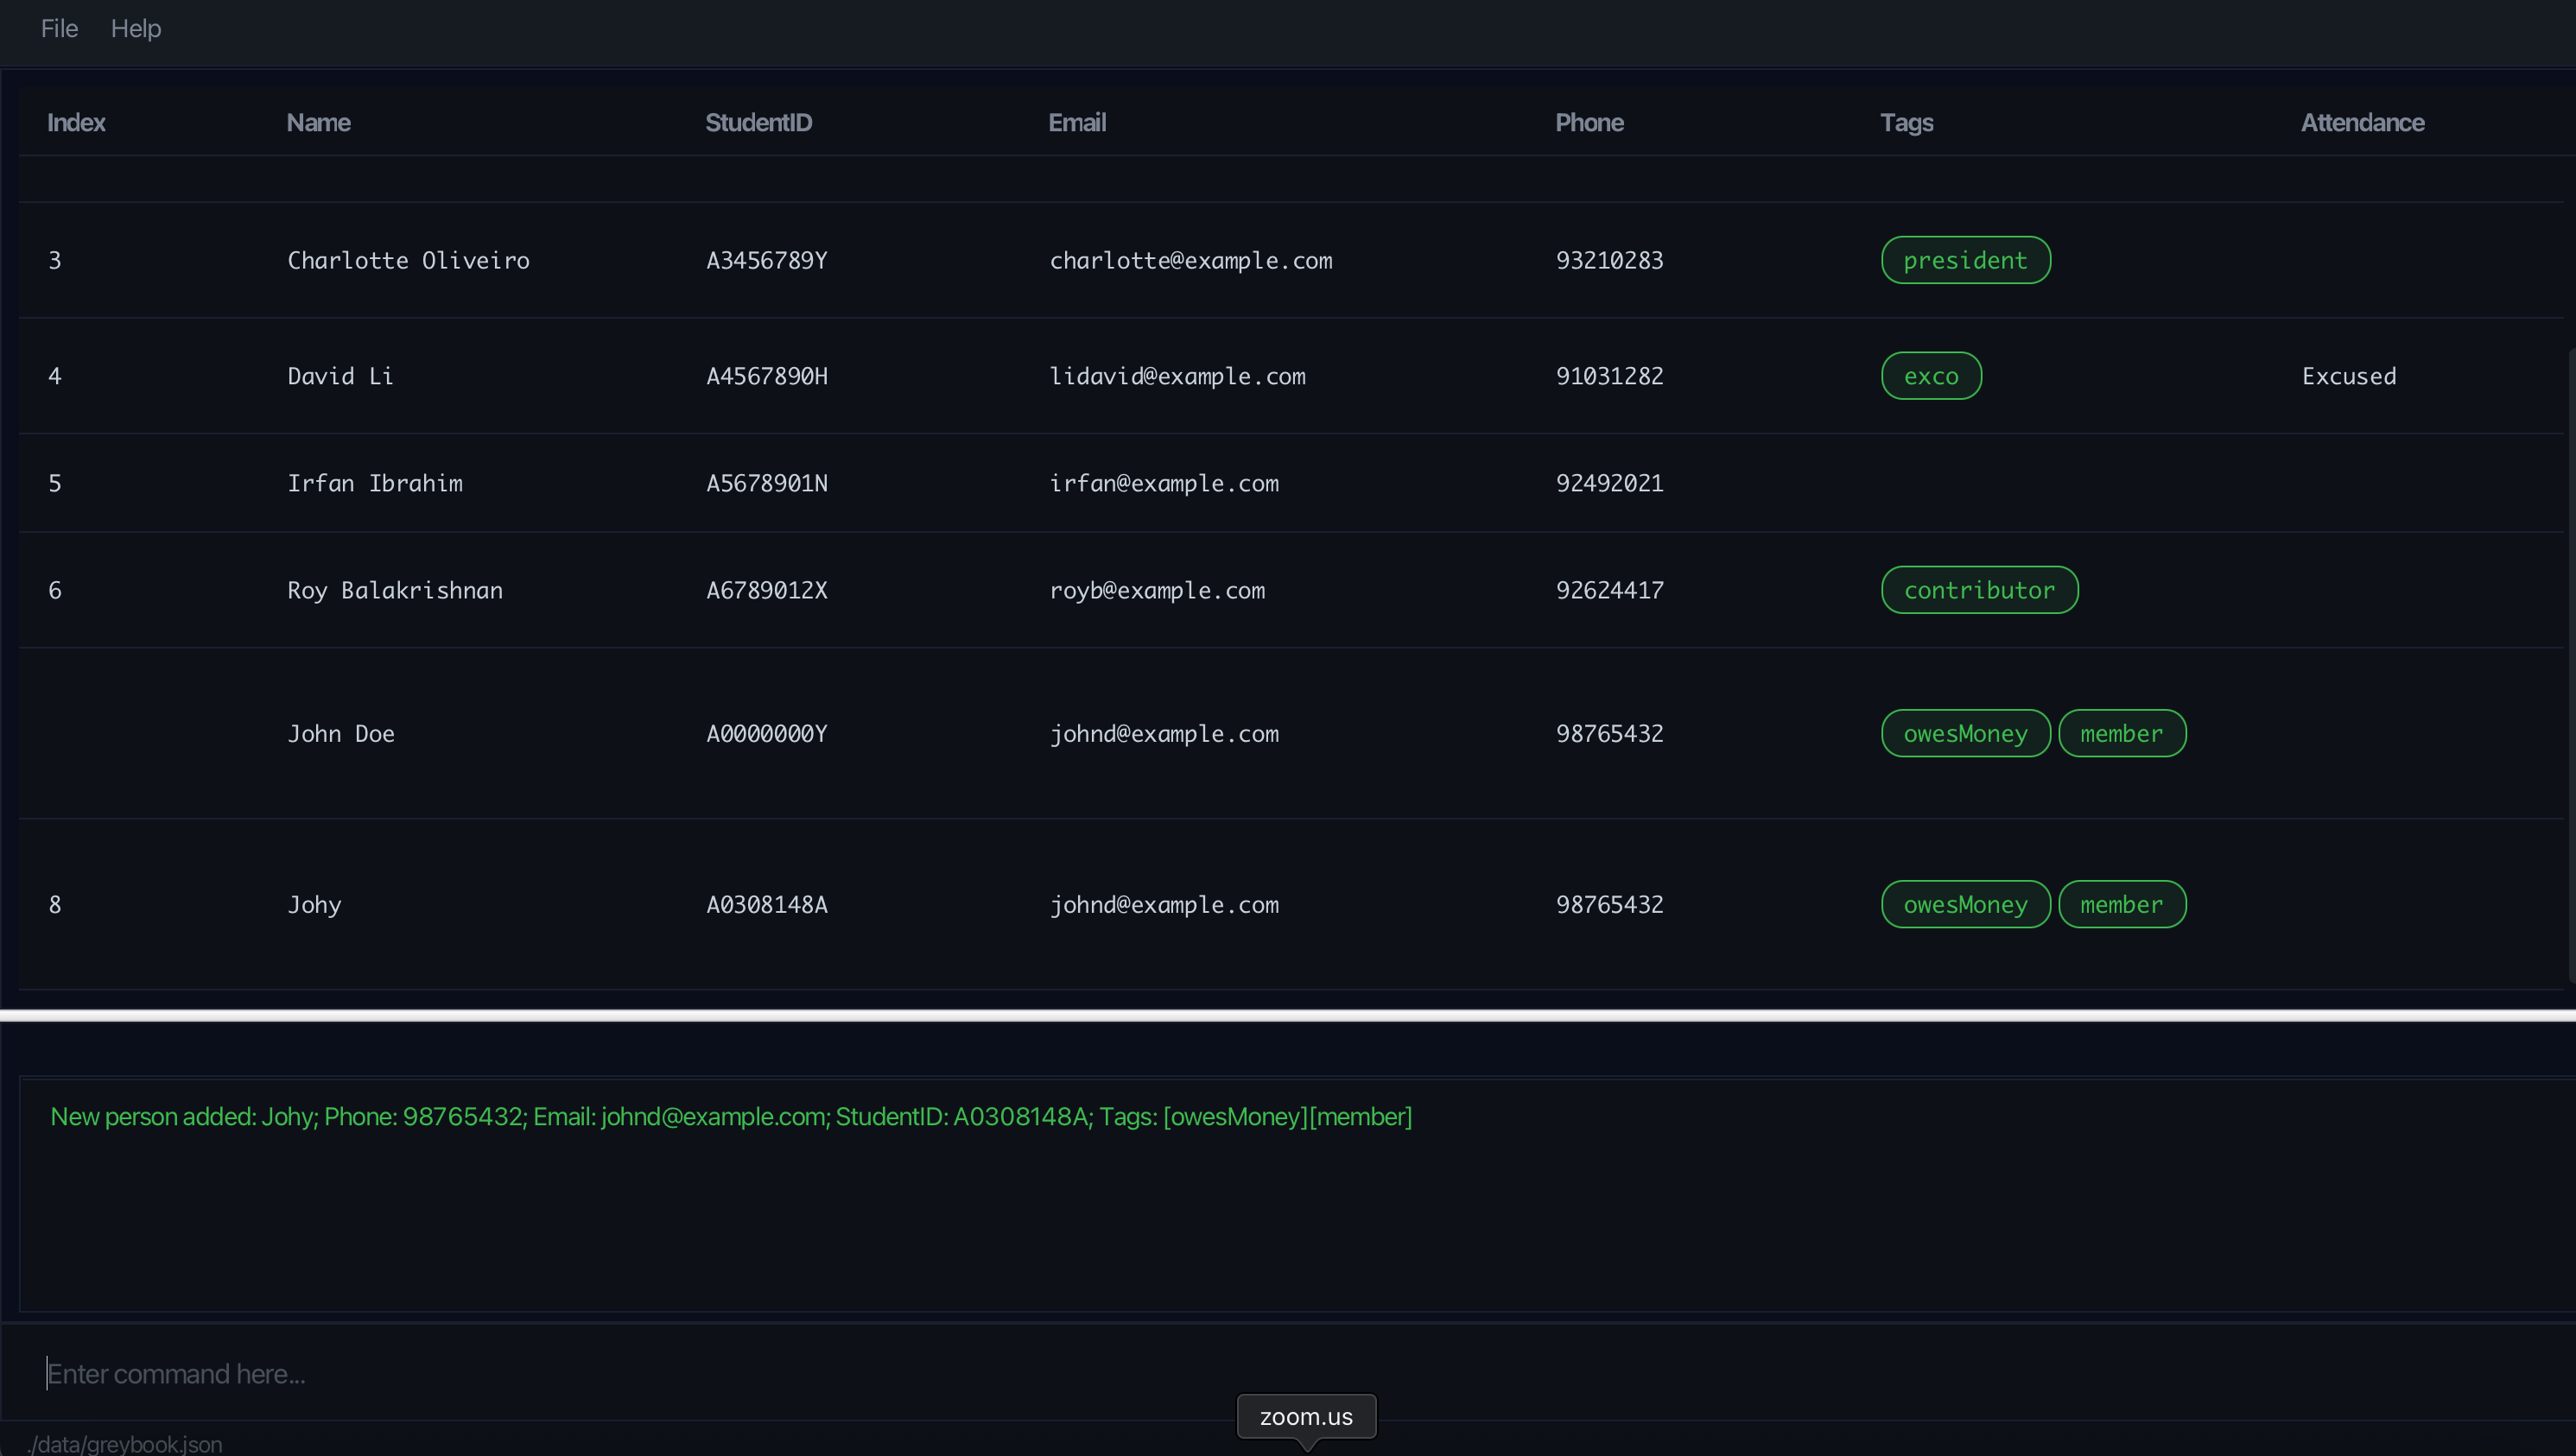 File Help
Index Name StudentID Email Phone Tags Attendance
3 Charlotte Oliveiro A3456789Y charlotte@example.com 93210283 president
4 David Li A4567890H lidavid@example.com 91031282 exco Excused
5 Irfan Ibrahim A5678901N irfan@example.com 92492021
6 Roy Balakrishnan A6789012X royb@example.com 92624417 contributor
John Doe A0000000Y johnd@example.com 98765432 owesMoney member
8 Johy A0308148A johnd@example.com 98765432 owesMoney member
New person added: Johy; Phone: 98765432; Email: johnd@example.com; StudentID: A0308148A; Tags: [owesMoney][member]
Enter command here...
zoom.us
./data/greybook.json